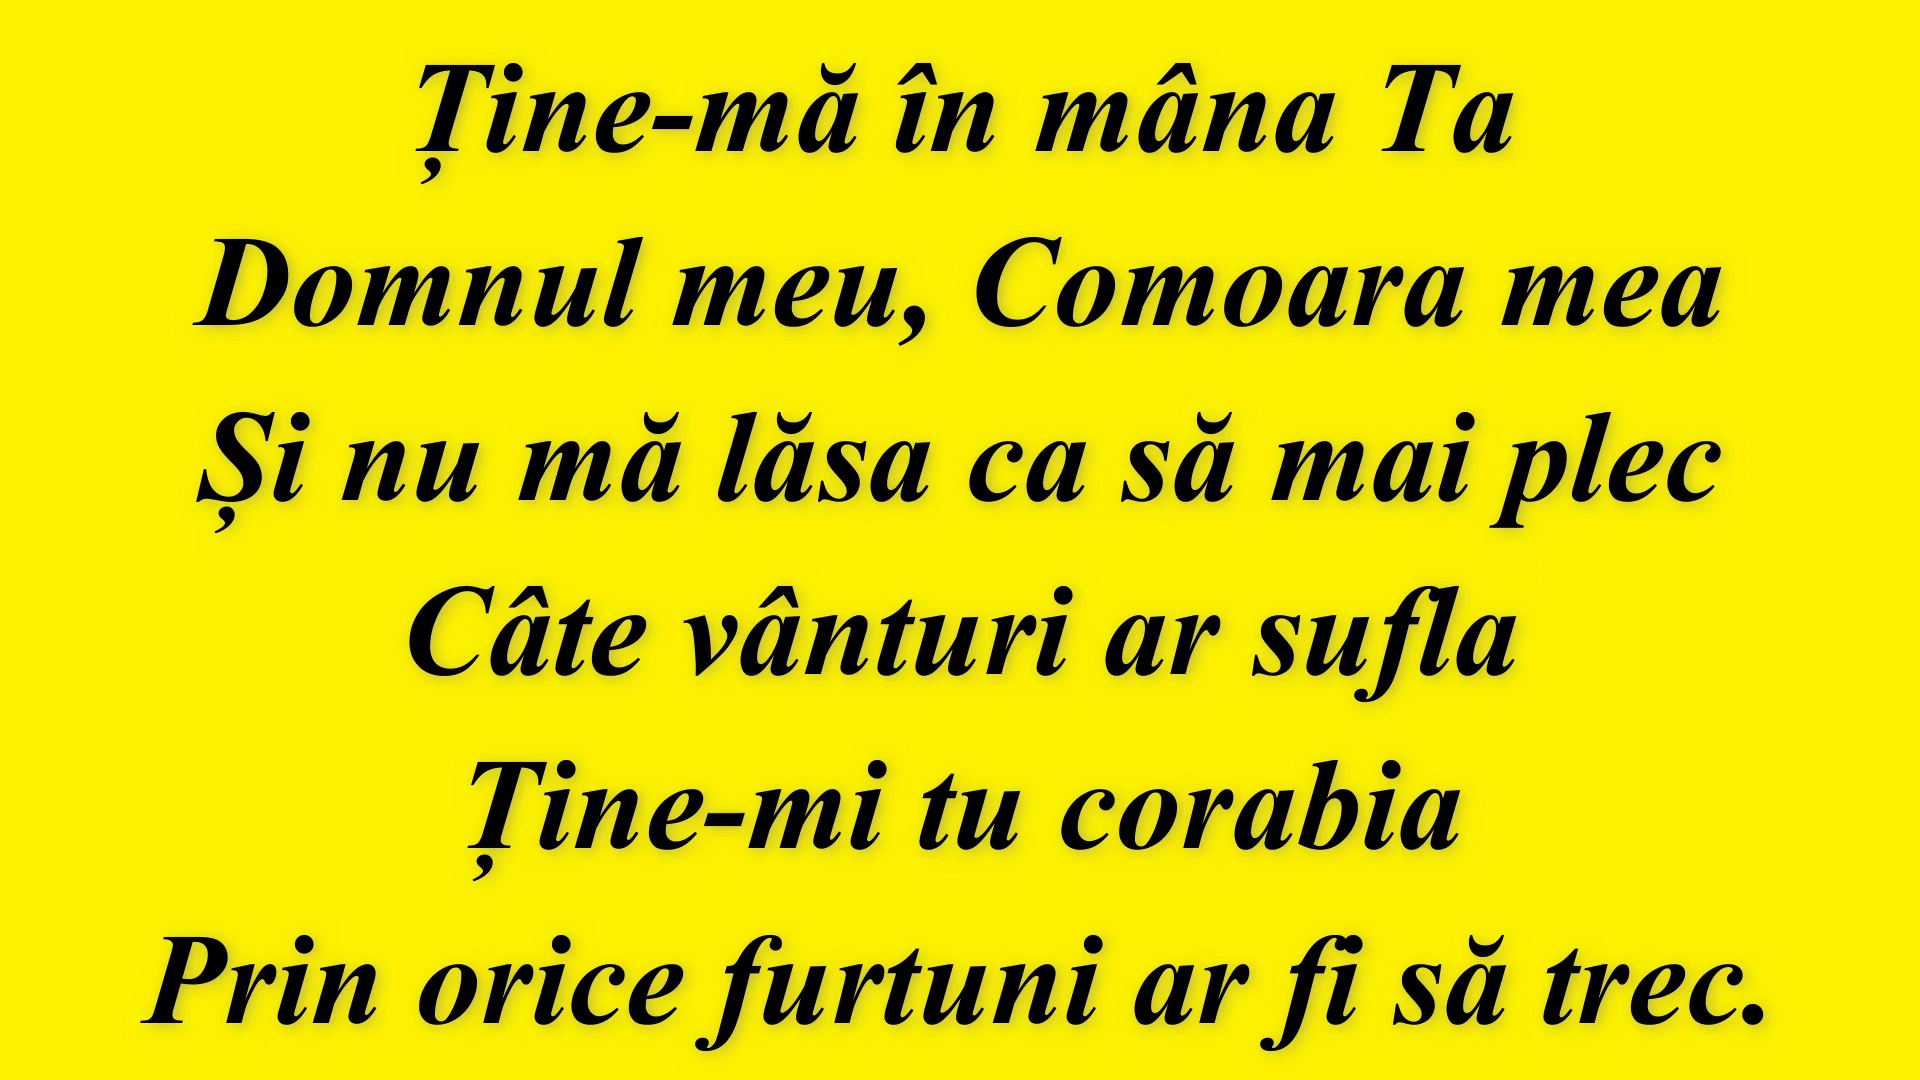 Ține-mă în mâna Ta
Domnul meu, Comoara mea
Și nu mă lăsa ca să mai plec
Câte vânturi ar sufla
Ține-mi tu corabia
Prin orice furtuni ar fi să trec.